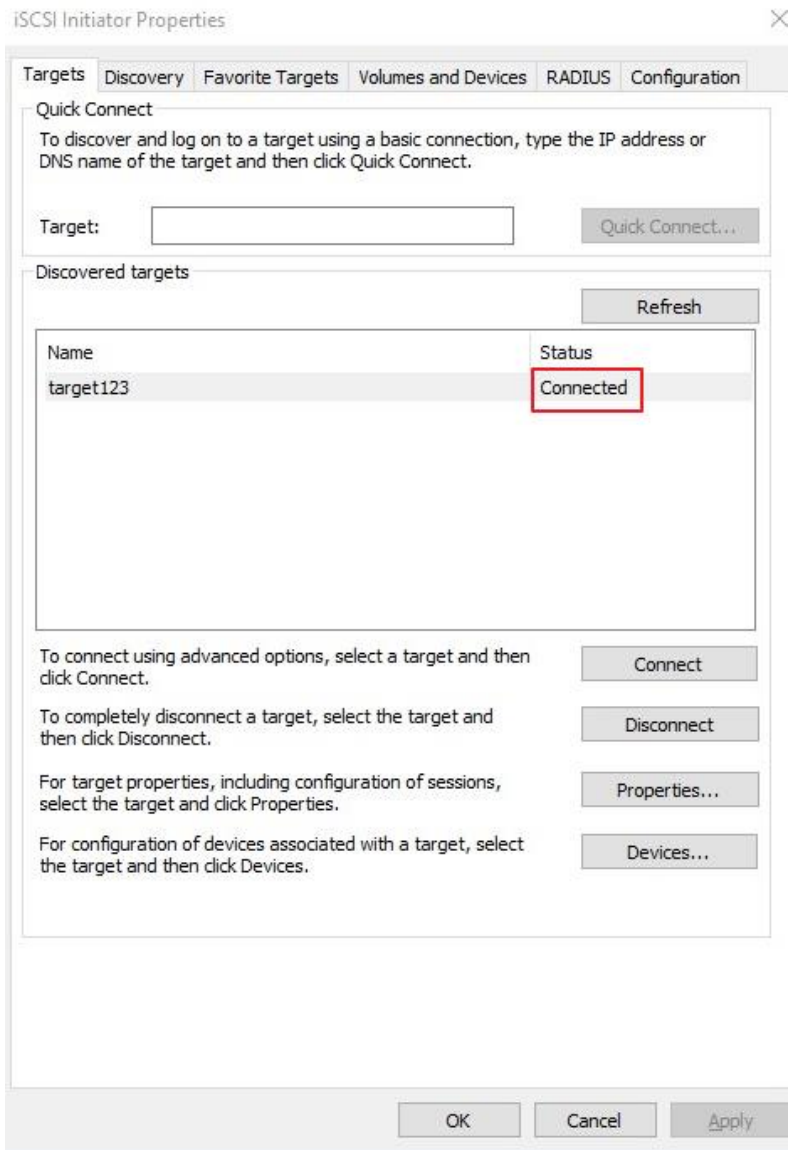 iSCSI Initiator Properties
Targets Discovery Favorite Targets Volumes and Devices RADIUS Configuration
Quick Connect
To discover and log on to a target using a basic connection, type the IP address or
DNS name of the target and then click Quick Connect.
Target:
Quick Connect...
Discovered targets
Refresh
Name Status
target123 Connected
To connect using advanced options, select a target and then
click Connect.
Connect
To completely disconnect a target, select the target and
then click Disconnect.
Disconnect
For target properties, including configuration of sessions,
select the target and click Properties.
Properties...
For configuration of devices associated with a target, select
the target and then click Devices.
Devices...
OK Cancel Apply